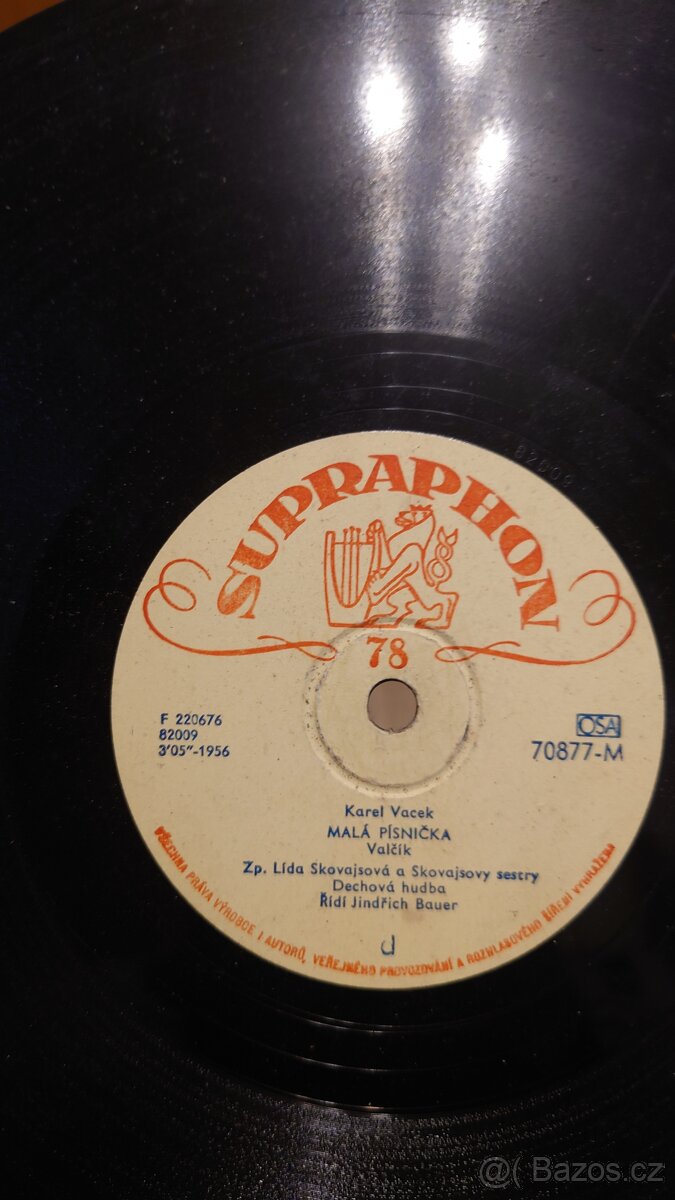 82009
SUPRAPHON
78
F 220676
82009
3'05"-1956
OSA
70877-M
Karel Vacek
MALÁ PÍSNIČKA
Valčík
Zp. Lída Skovajsová a Skovajsovy sestry
Dechová hudba
Řídí Jindřich Bauer
d
VŠECHNA PRÁVA VÝROBCE I AUTORŮ, VEŘEJNÉHO PROVOZOVÁNÍ A ROZHLASOVÉHO ŠÍŘENÍ VYHRAŽENA
@( Bazos.cz